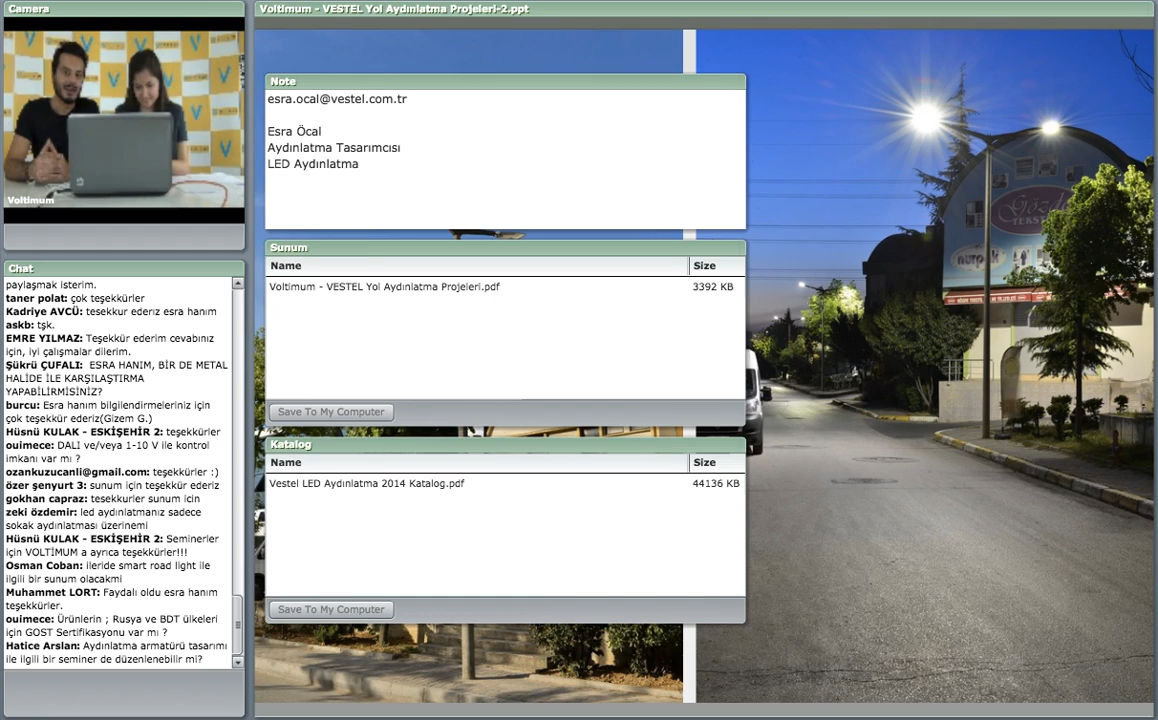 Camera
Voltimum
Chat
paylaşmak isterim.
taner polat: çok teşekkürler
Kadriye AVCÜ: tesekkur ederız esra hanım
askb: tşk.
EMRE YILMAZ: Teşekkür ederim cevabınız
için, iyi çalışmalar dilerim.
Şükrü ÇUFALI: ESRA HANIM, BİR DE METAL
HALİDE İLE KARŞILAŞTIRMA
YAPABİLİRMİSİNİZ?
burcu: Esra hanım bilgilendirmeleriniz için
çok teşekkür ederiz(Gizem G.)
Hüsnü KULAK - ESKİŞEHİR 2: teşekkürler
ouimece: DALI ve/veya 1-10 V ile kontrol
imkanı var mı ?
ozankuzucanli@gmail.com: teşekkürler :)
özer şenyurt 3: sunum için teşekkür ederiz
gokhan capraz: tesekkurler sunum icin
zeki özdemir: led aydınlatmanız sadece
sokak aydınlatması üzerinemi
Hüsnü KULAK - ESKİŞEHİR 2: Seminerler
için VOLTİMUM a ayrıca teşekkürler!!!
Osman Coban: ileride smart road light ile
ilgili bir sunum olacakmi
Muhammet LORT: Faydalı oldu esra hanım
teşekkürler.
ouimece: Ürünlerin ; Rusya ve BDT ülkeleri
için GOST Sertifikasyonu var mı ?
Hatice Arslan: Aydınlatma armatürü tasarımı
ile ilgili bir seminer de düzenlenebilir mi?
Voltimum - VESTEL Yol Aydınlatma Projeleri-2.ppt
Note
esra.ocal@vestel.com.tr
Esra Öcal
Aydınlatma Tasarımcısı
LED Aydınlatma
Sunum
Name Size
Voltimum - VESTEL Yol Aydınlatma Projeleri.pdf 3392 KB
Save To My Computer
Katalog
Name Size
Vestel LED Aydınlatma 2014 Katalog.pdf 44136 KB
Save To My Computer
Gözde
TEKSTİL
nurpak